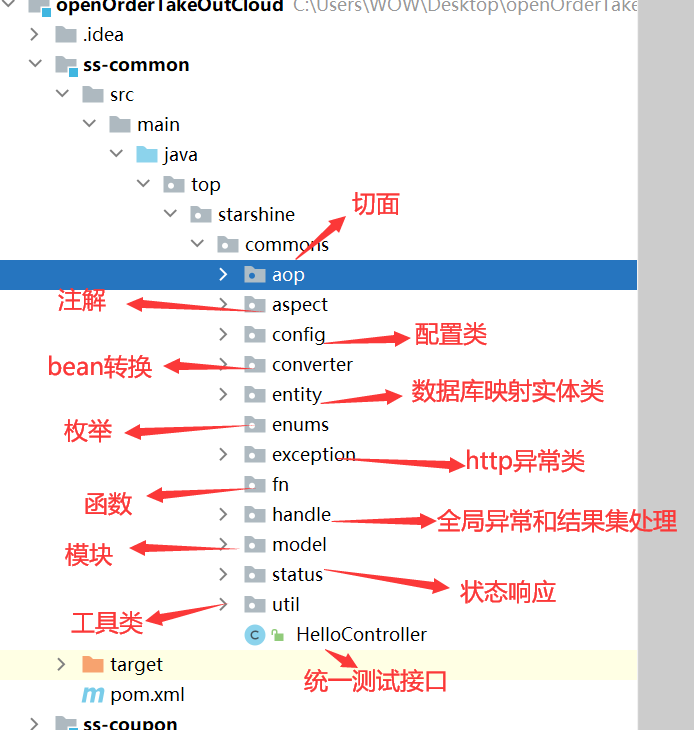 openOrderTakeOutCloud C:\Users\WOW\Desktop\openOrderTake
.idea
ss-common
src
main
java
top
starshine
切面
commons
aop
注解
aspect
config
配置类
bean转换
converter
entity
数据库映射实体类
枚举
enums
exception
http异常类
函数
fn
handle
全局异常和结果集处理
模块
model
status
状态响应
工具类
util
C HelloController
统一测试接口
target
m pom.xml
ss-coupon